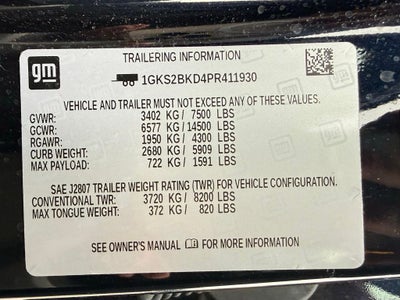 TRAILERING INFORMATION
gm
1GKS2BKD4PR411930
VEHICLE AND TRAILER MUST NOT EXCEED ANY OF THESE VALUES.
GVWR: 3402 KG / 7500 LBS
GCWR: 6577 KG / 14500 LBS
RGAWR: 1950 KG / 4300 LBS
CURB WEIGHT: 2680 KG / 5909 LBS
MAX PAYLOAD: 722 KG / 1591 LBS
SAE J2807 TRAILER WEIGHT RATING (TWR) FOR VEHICLE CONFIGURATION.
CONVENTIONAL TWR: 3720 KG / 8200 LBS
MAX TONGUE WEIGHT: 372 KG / 820 LBS
SEE OWNER'S MANUAL FOR MORE INFORMATION